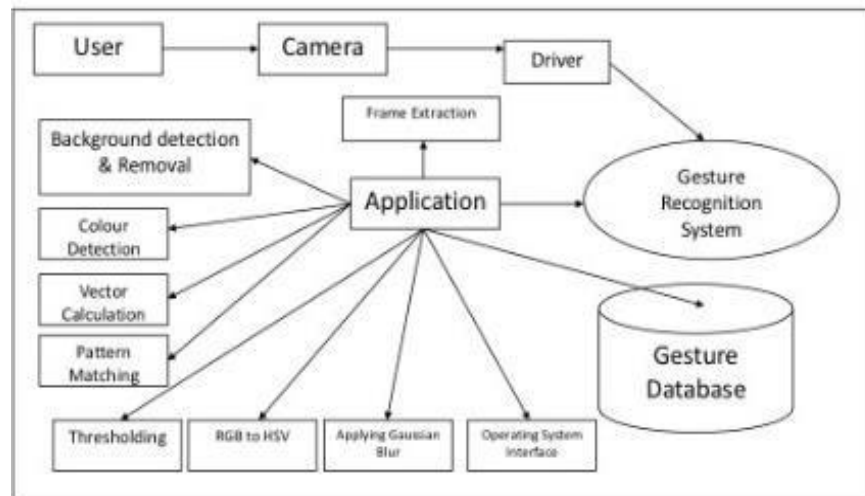 User
Camera
Driver
Frame Extraction
Background detection
& Removal
Application
Gesture
Recognition
System
Colour
Detection
Vector
Calculation
Pattern
Matching
Gesture
Database
Thresholding
RGB to HSV
Applying Gaussian
Blur
Operating System
Interface